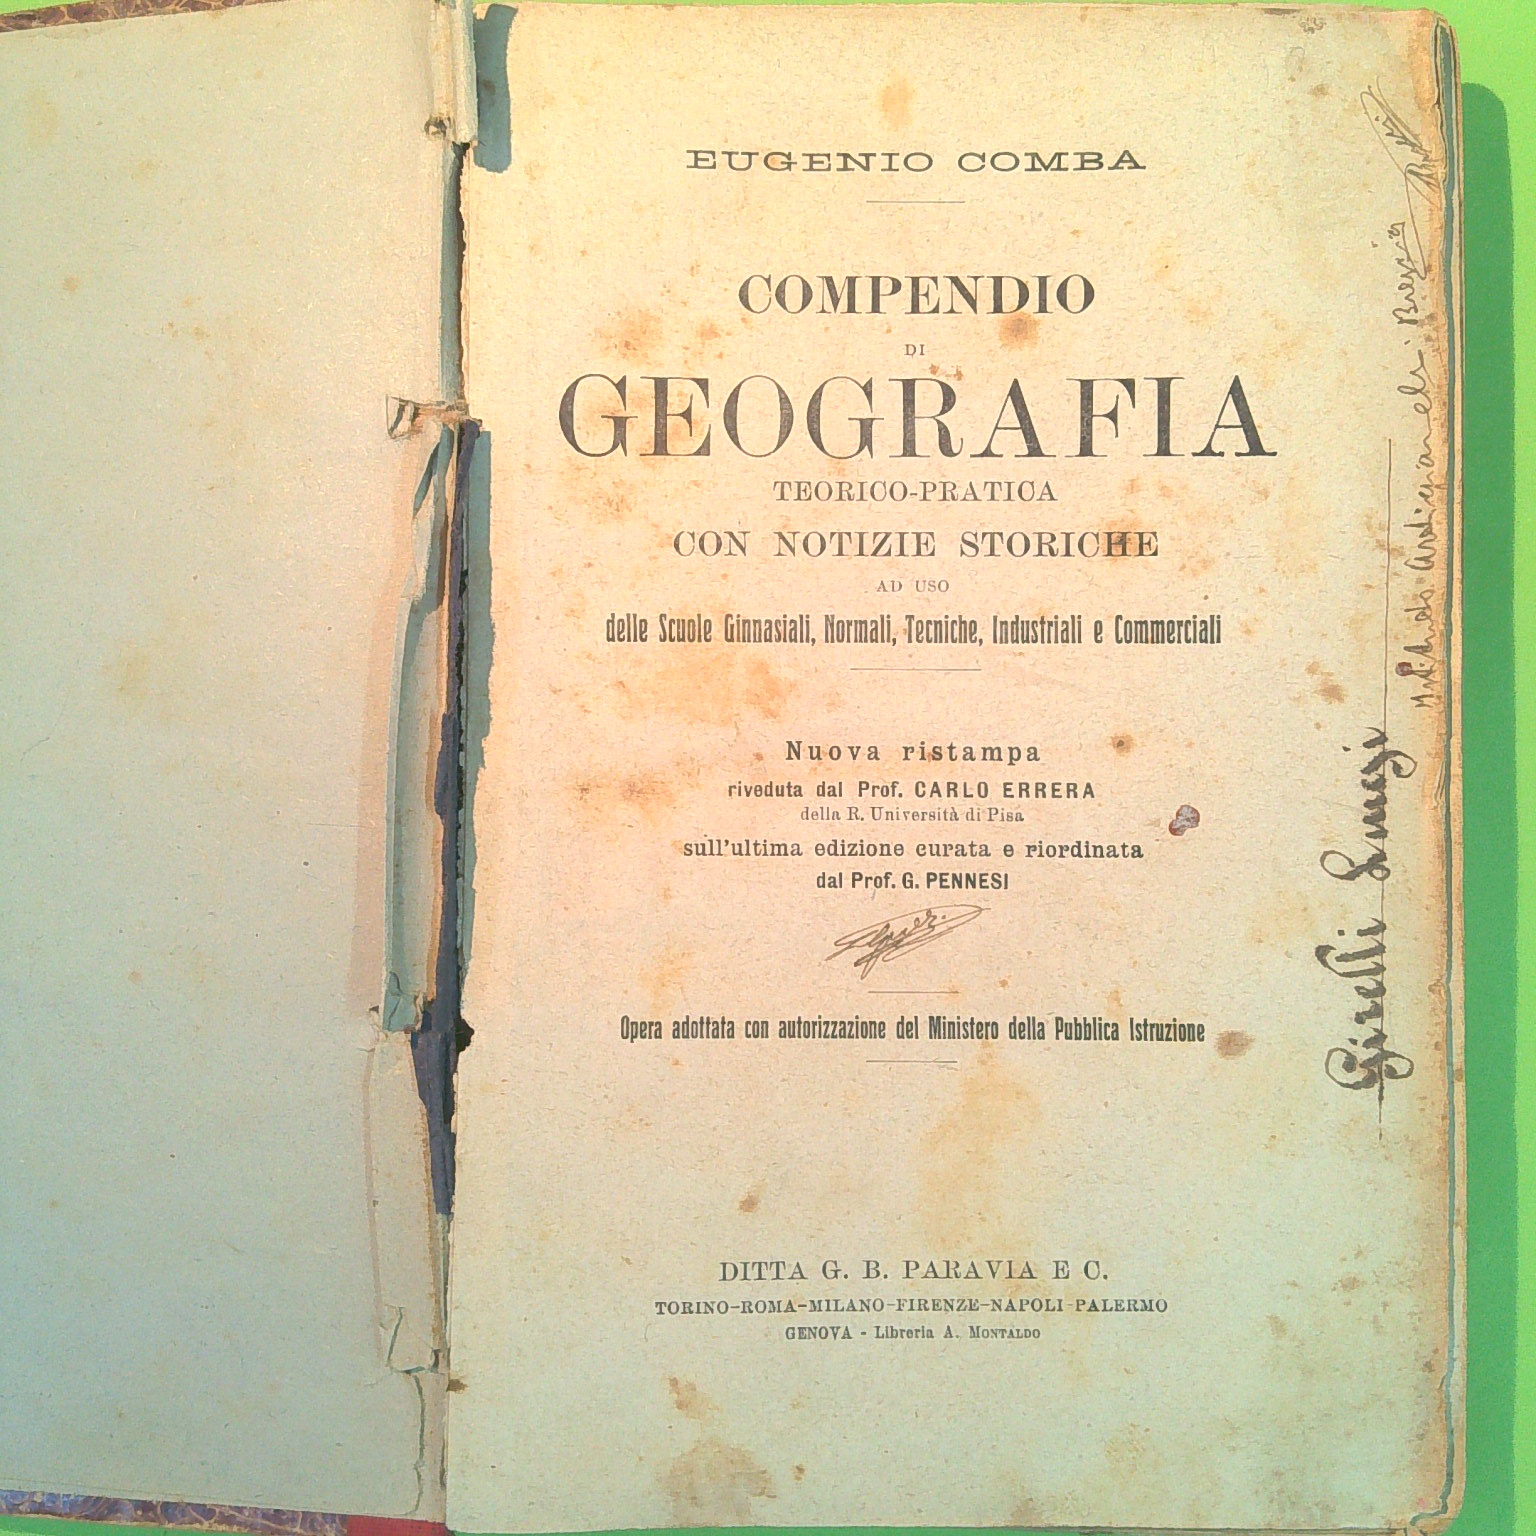 EUGENIO COMBA
COMPENDIO
DI
GEOGRAFIA
TEORICO-PRATICA
CON NOTIZIE STORICHE
AD USO
delle Scuole Ginnasiali, Normali, Tecniche, Industriali e Commerciali
Nuova ristampa
riveduta dal Prof. CARLO ERRERA
della R. Università di Pisa
sull'ultima edizione curata e riordinata
dal Prof. G. PENNESI
Opera adottata con autorizzazione del Ministero della Pubblica Istruzione
DITTA G. B. PARAVIA E C.
TORINO-ROMA-MILANO-FIRENZE-NAPOLI-PALERMO
GENOVA - Libreria A. MONTALDO
Girelli Luigi
Brescia